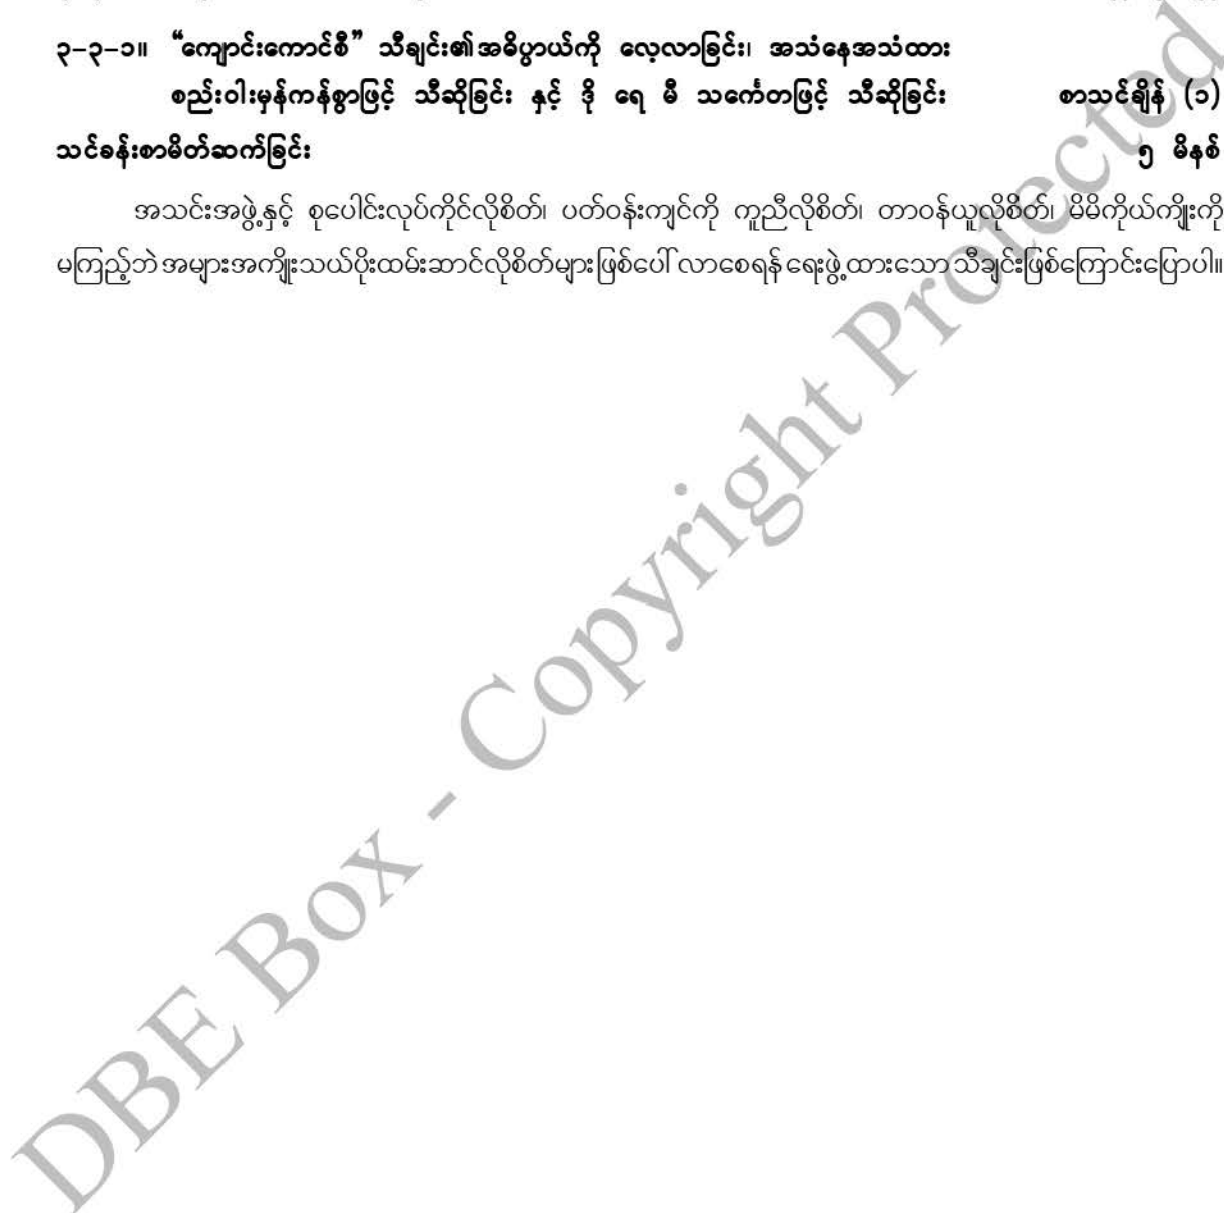 ၃-၃-၁။ “ကျောင်းကောင်စီ” သီချင်း၏အဓိပ္ပာယ်ကို လေ့လာခြင်း၊ အသံနေအသံထား
စည်းဝါးမှန်ကန်စွာဖြင့် သီဆိုခြင်း နှင့် ဒို ရေ မီ သင်္ကေတဖြင့် သီဆိုခြင်း စာသင်ချိန် (၁)
သင်ခန်းစာမိတ်ဆက်ခြင်း ၅ မိနစ်
အသင်းအဖွဲ့နှင့် စုပေါင်းလုပ်ကိုင်လိုစိတ်၊ ပတ်ဝန်းကျင်ကို ကူညီလိုစိတ်၊ တာဝန်ယူလိုစိတ်၊ မိမိကိုယ်ကျိုးကို
မကြည့်ဘဲ အများအကျိုးသယ်ပိုးထမ်းဆောင်လိုစိတ်များဖြစ်ပေါ် လာစေရန် ရေးဖွဲ့ထားသော သီချင်းဖြစ်ကြောင်းပြောပါ။
DBE Box - Copyright Protected